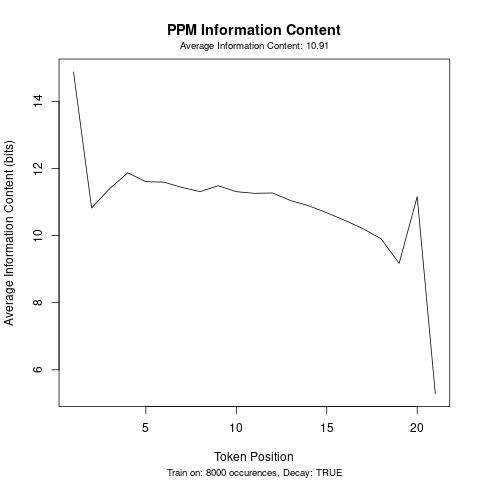 PPM Information Content
Average Information Content: 10.91
Average Information Content (bits)
14
12
10
8
6
5
10
15
20
Token Position
Train on: 8000 occurences, Decay: TRUE